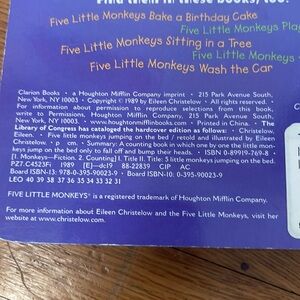 Find them in these books, too!
Five Little Monkeys Bake a Birthday Cake
Five Little Monkeys Play
Five Little Monkeys Sitting in a Tree
Five Little Monkeys
Five Little Monkeys Wash the Car
Clarion Books • a Houghton Mifflin Company imprint • 215 Park Avenue South,
New York, NY 10003 • Copyright © 1989 by Eileen Christelow • All rights reserved. •
For information about permission to reproduce selections from this book,
write to Permissions, Houghton Mifflin Company, 215 Park Avenue South,
New York, NY 10003. • www.houghtonmifflinbooks.com • Printed in China. • The
Library of Congress has cataloged the hardcover edition as follows: • Christelow,
Eileen. • Five little monkeys jumping on the bed / retold and illustrated by Eileen
Christelow. • p. cm. • Summary: A counting book in which one by one the little mon-
keys jump on the bed only to fall off and bump their heads. • ISBN 0-89919-769-8 •
[1. Monkeys—Fiction. 2. Counting] I. Title II. Title: 5 little monkeys jumping on the bed.
PZ7.C4523Fi 1989 [E]—dc19 88-22839 CIP AC
Board ISBN-13: 978-0-395-90023-9 • Board ISBN-10: 0-395-90023-9
LEO 40 39 38 37 36 35 34 33 32 31
FIVE LITTLE MONKEYS® is a registered trademark of Houghton Mifflin Company.
For more information about Eileen Christelow and the Five Little Monkeys, visit her
website at www.christelow.com.